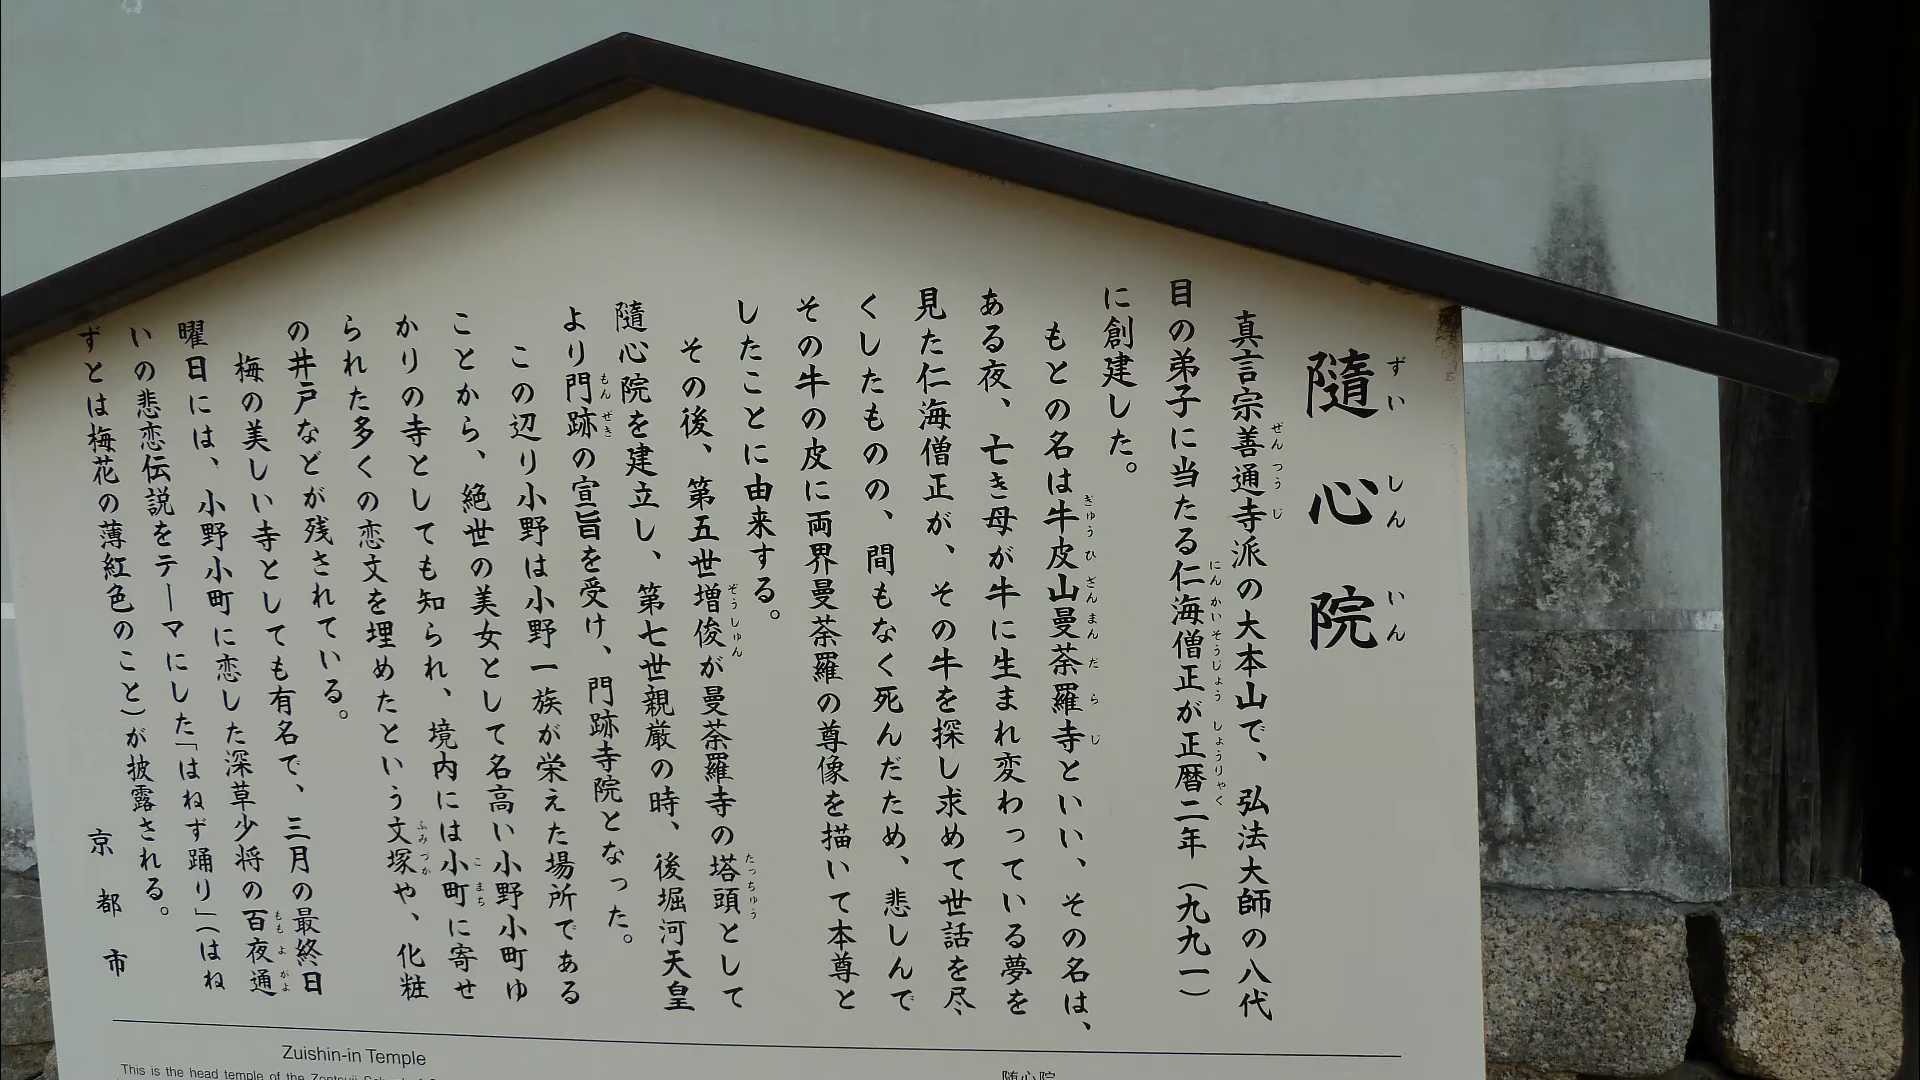 隨心院
ずいしんいん
真言宗善通寺派の大本山で、弘法大師の八代
目の弟子に当たる仁海僧正が正暦二年（九九一）
に創建した。
もとの名は牛皮山曼荼羅寺といい、その名は、
ある夜、亡き母が牛に生まれ変わっている夢を
見た仁海僧正が、その牛を探し求めて世話を尽
くしたものの、間もなく死んだため、悲しんで
その牛の皮に両界曼荼羅の尊像を描いて本尊と
したことに由来する。
その後、第五世増俊が曼荼羅寺の塔頭として
隨心院を建立し、第七世親厳の時、後堀河天皇
より門跡の宣旨を受け、門跡寺院となった。
この辺り小野は小野一族が栄えた場所である
ことから、絶世の美女として名高い小野小町ゆ
かりの寺としても知られ、境内には小町に寄せ
られた多くの恋文を埋めたという文塚や、化粧
の井戸などが残されている。
梅の美しい寺としても有名で、三月の最終日
曜日には、小野小町に恋した深草少将の百夜通
いの悲恋伝説をテーマにした「はねず踊り」（はね
ずとは梅花の薄紅色のこと）が披露される。
京都市
Zuishin-in Temple
This is the head temple of the Zentsuji
随心院